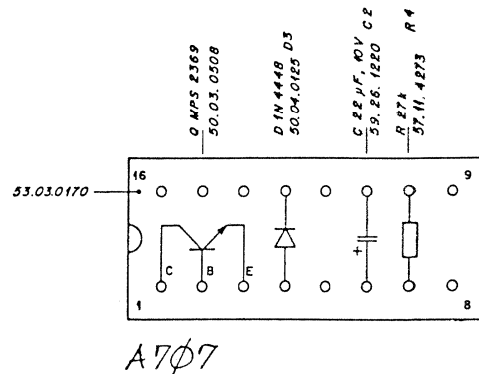 Q MPS 2369
50.03.0508
D 1N 4448 D3
50.04.0125
C 22 µF, 10V C2
59.26.1220
R 27k R4
57.11.4273
53.03.0170
16
9
C
B
E
+
1
8
A7Ø7